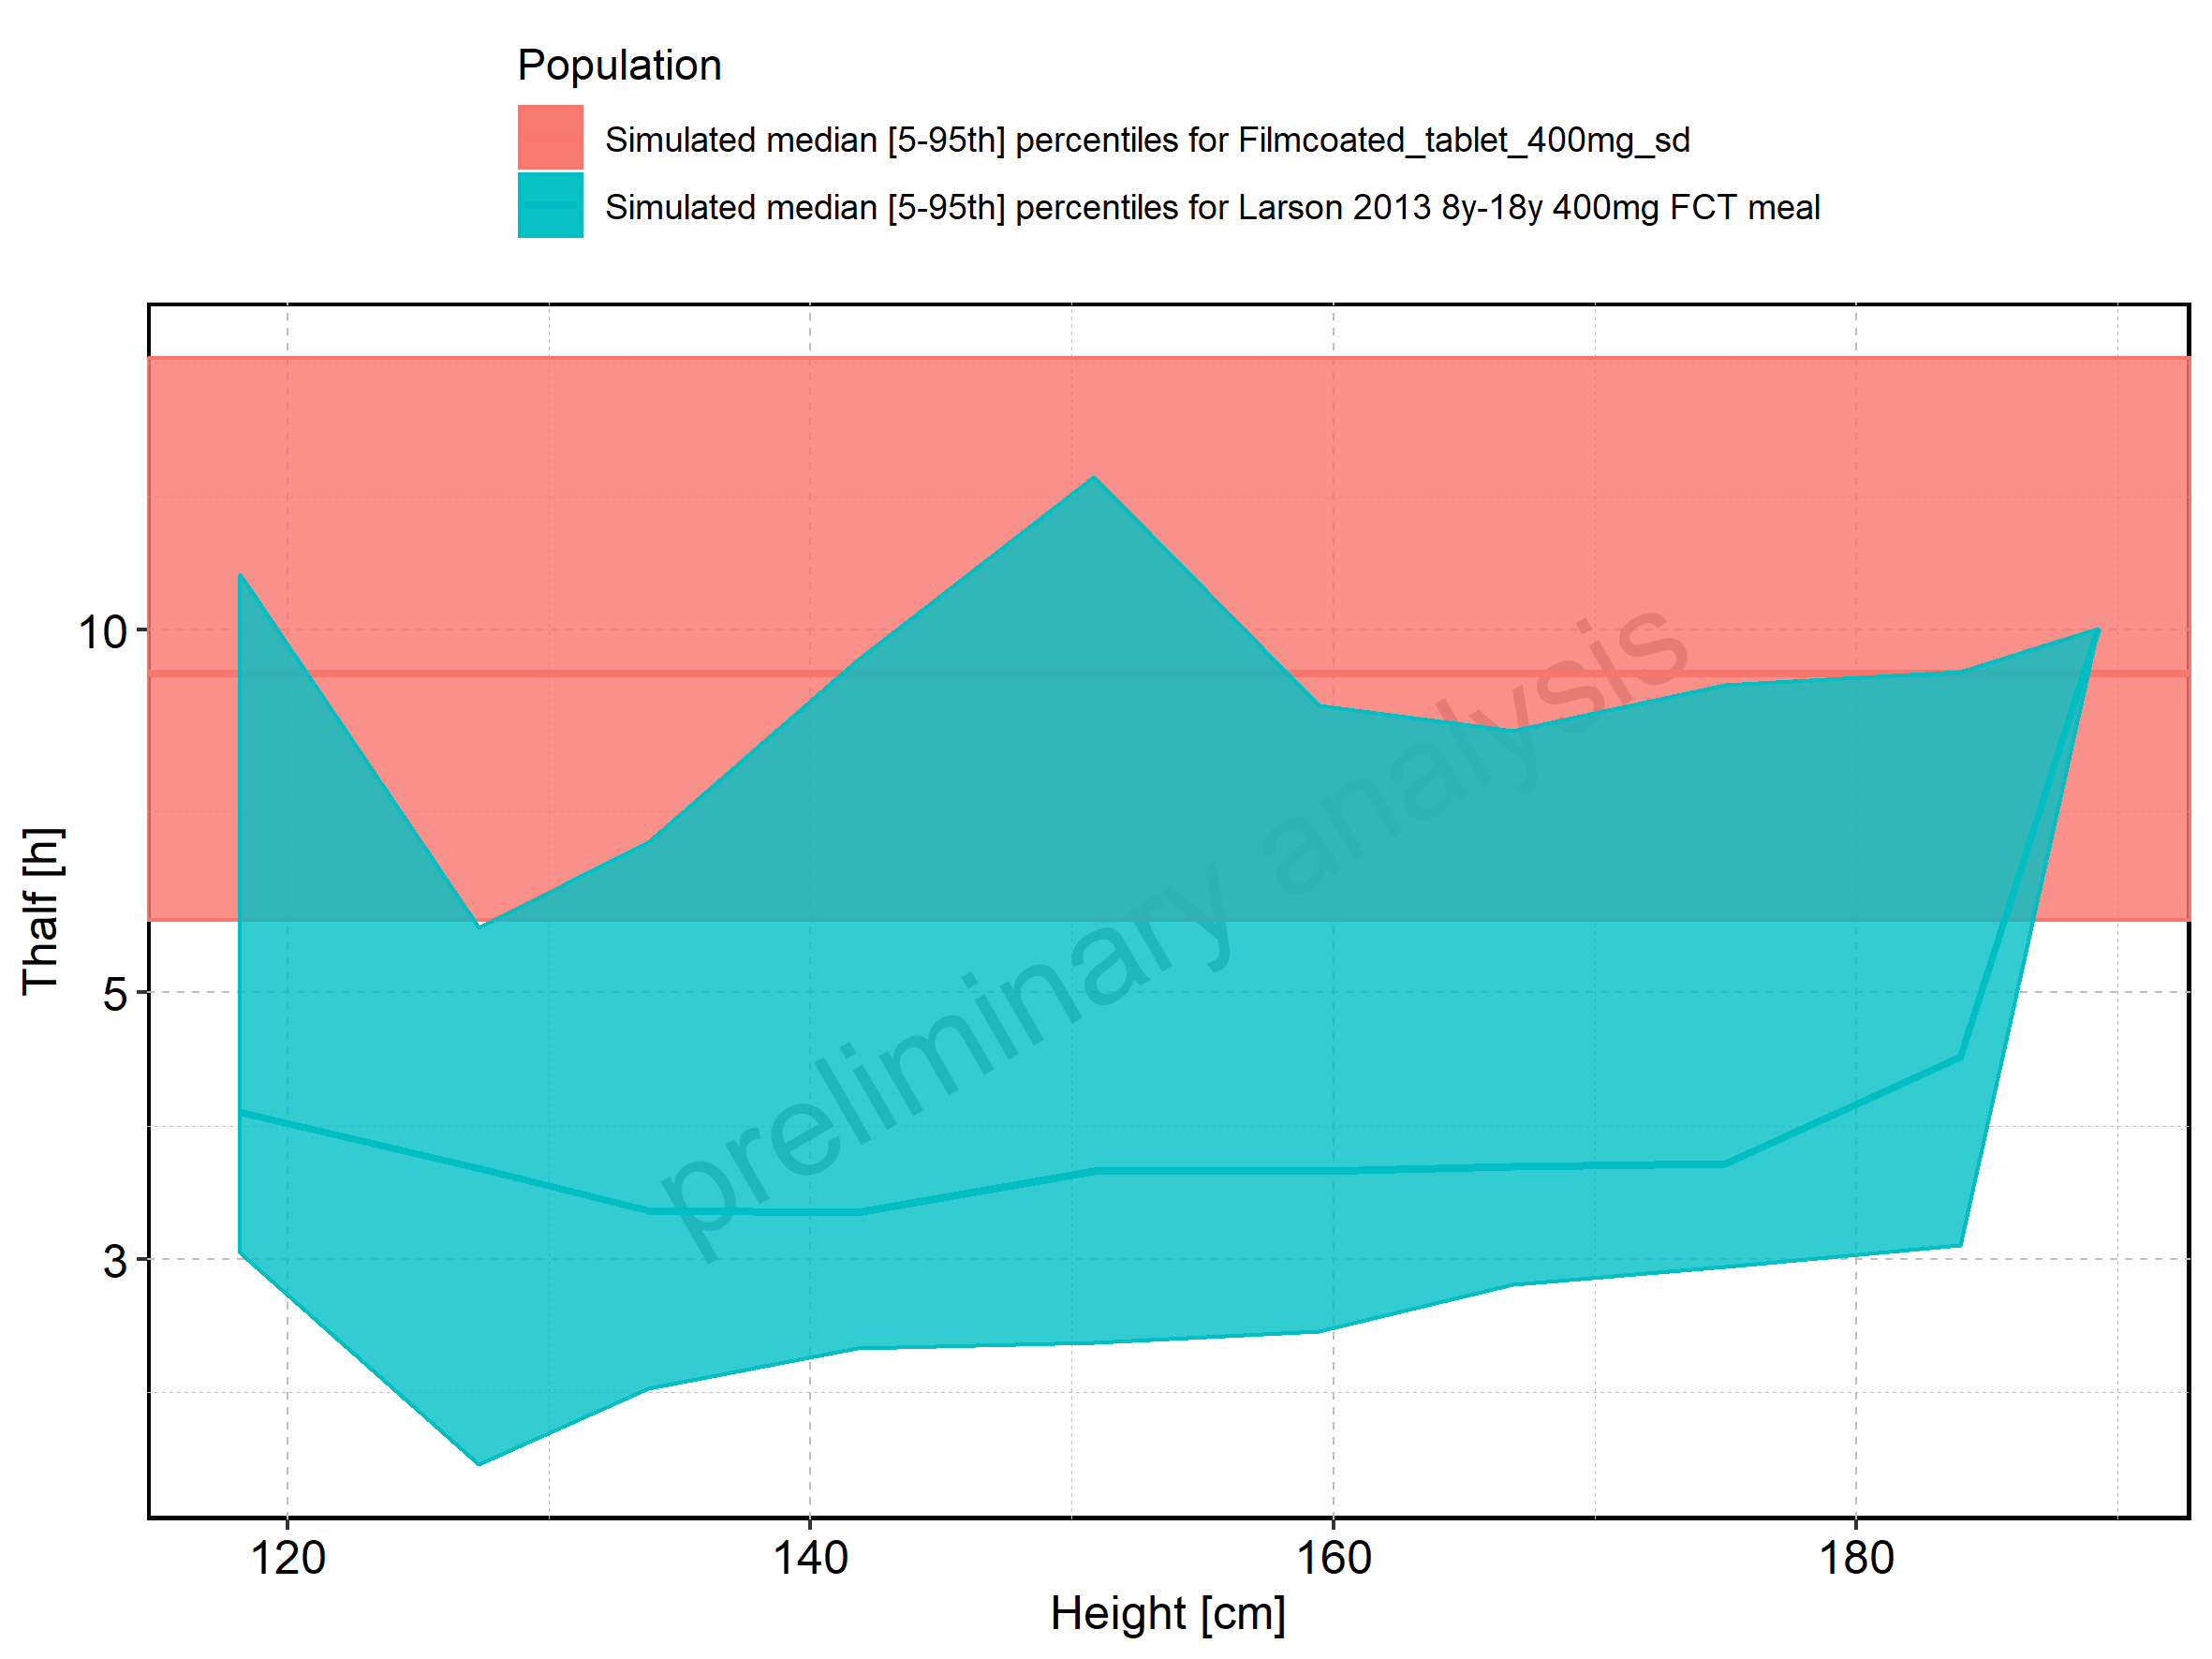 Population
Simulated median [5-95th] percentiles for Filmcoated_tablet_400mg_sd
Simulated median [5-95th] percentiles for Larson 2013 8y-18y 400mg FCT meal
10
5
3
Thalf [h]
preliminary analysis
120 140 160 180
Height [cm]